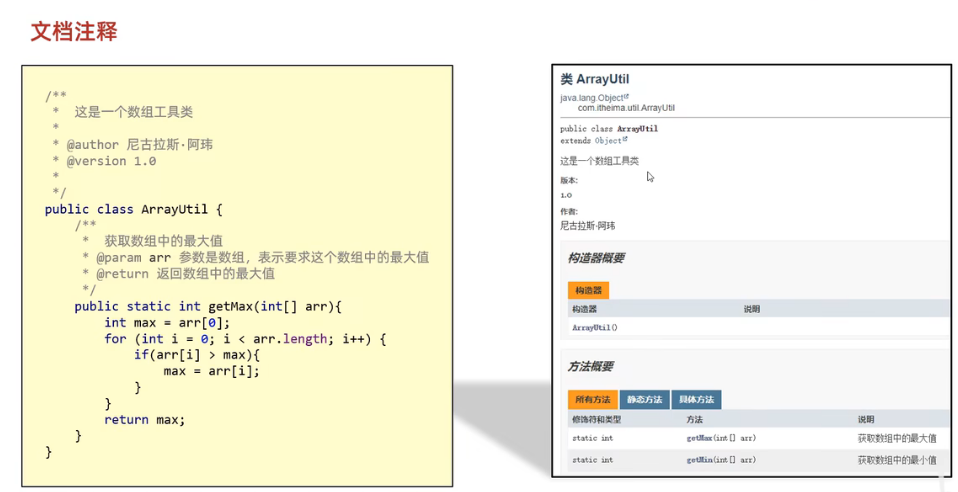 文档注释
/**
 *  这是一个数组工具类
 *
 * @author 尼古拉斯·阿玮
 * @version 1.0
 *
 */
public class ArrayUtil {
    /**
     *  获取数组中的最大值
     * @param arr 参数是数组，表示要求这个数组中的最大值
     * @return 返回数组中的最大值
     */
    public static int getMax(int[] arr){
        int max = arr[0];
        for (int i = 0; i < arr.length; i++) {
            if(arr[i] > max){
                max = arr[i];
            }
        }
        return max;
    }
}
类 ArrayUtil
java.lang.Object
com.itheima.util.ArrayUtil
public class ArrayUtil
extends Object
这是一个数组工具类
版本:
1.0
作者:
尼古拉斯·阿玮
构造器概要
构造器
构造器 说明
ArrayUtil()
方法概要
所有方法 静态方法 具体方法
修饰符和类型 方法 说明
static int getMax(int[] arr) 获取数组中的最大值
static int getMin(int[] arr) 获取数组中的最小值